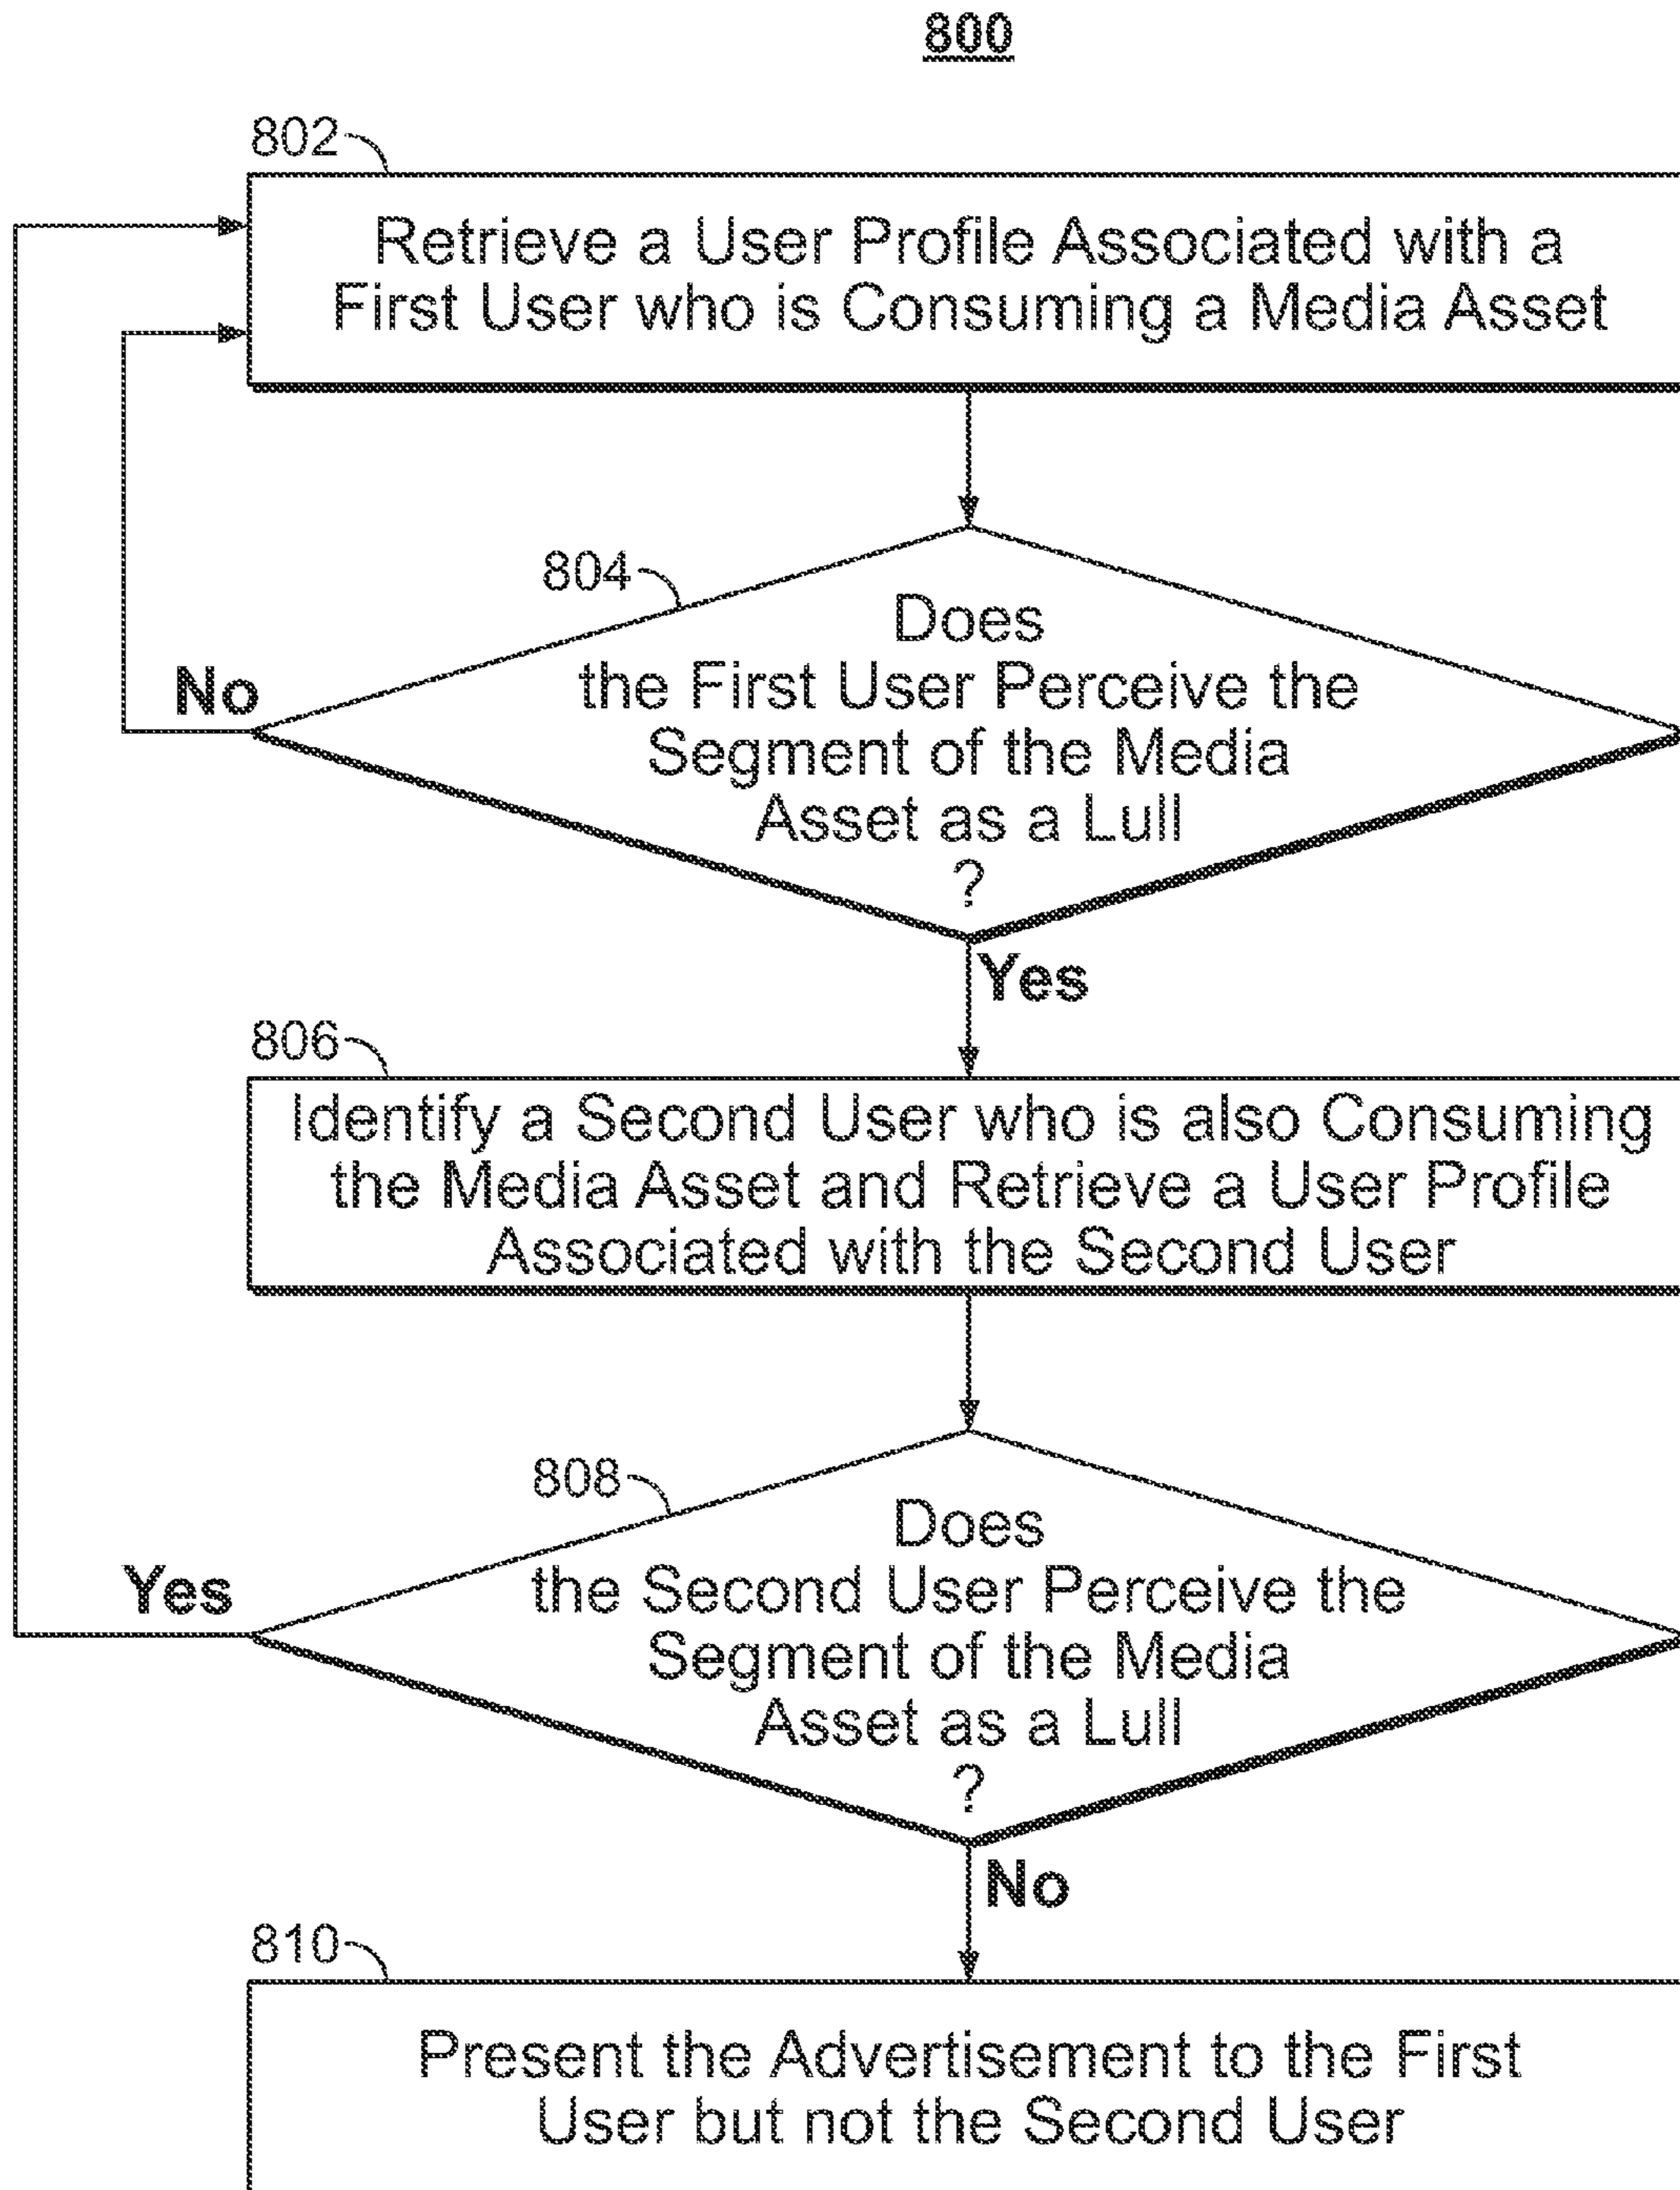 800
802
Retrieve a User Profile Associated with a
First User who is Consuming a Media Asset
804
Does
the First User Perceive the
Segment of the Media
Asset as a Lull
?
No
Yes
806
Identify a Second User who is also Consuming
the Media Asset and Retrieve a User Profile
Associated with the Second User
808
Does
the Second User Perceive the
Segment of the Media
Asset as a Lull
?
Yes
No
810
Present the Advertisement to the First
User but not the Second User